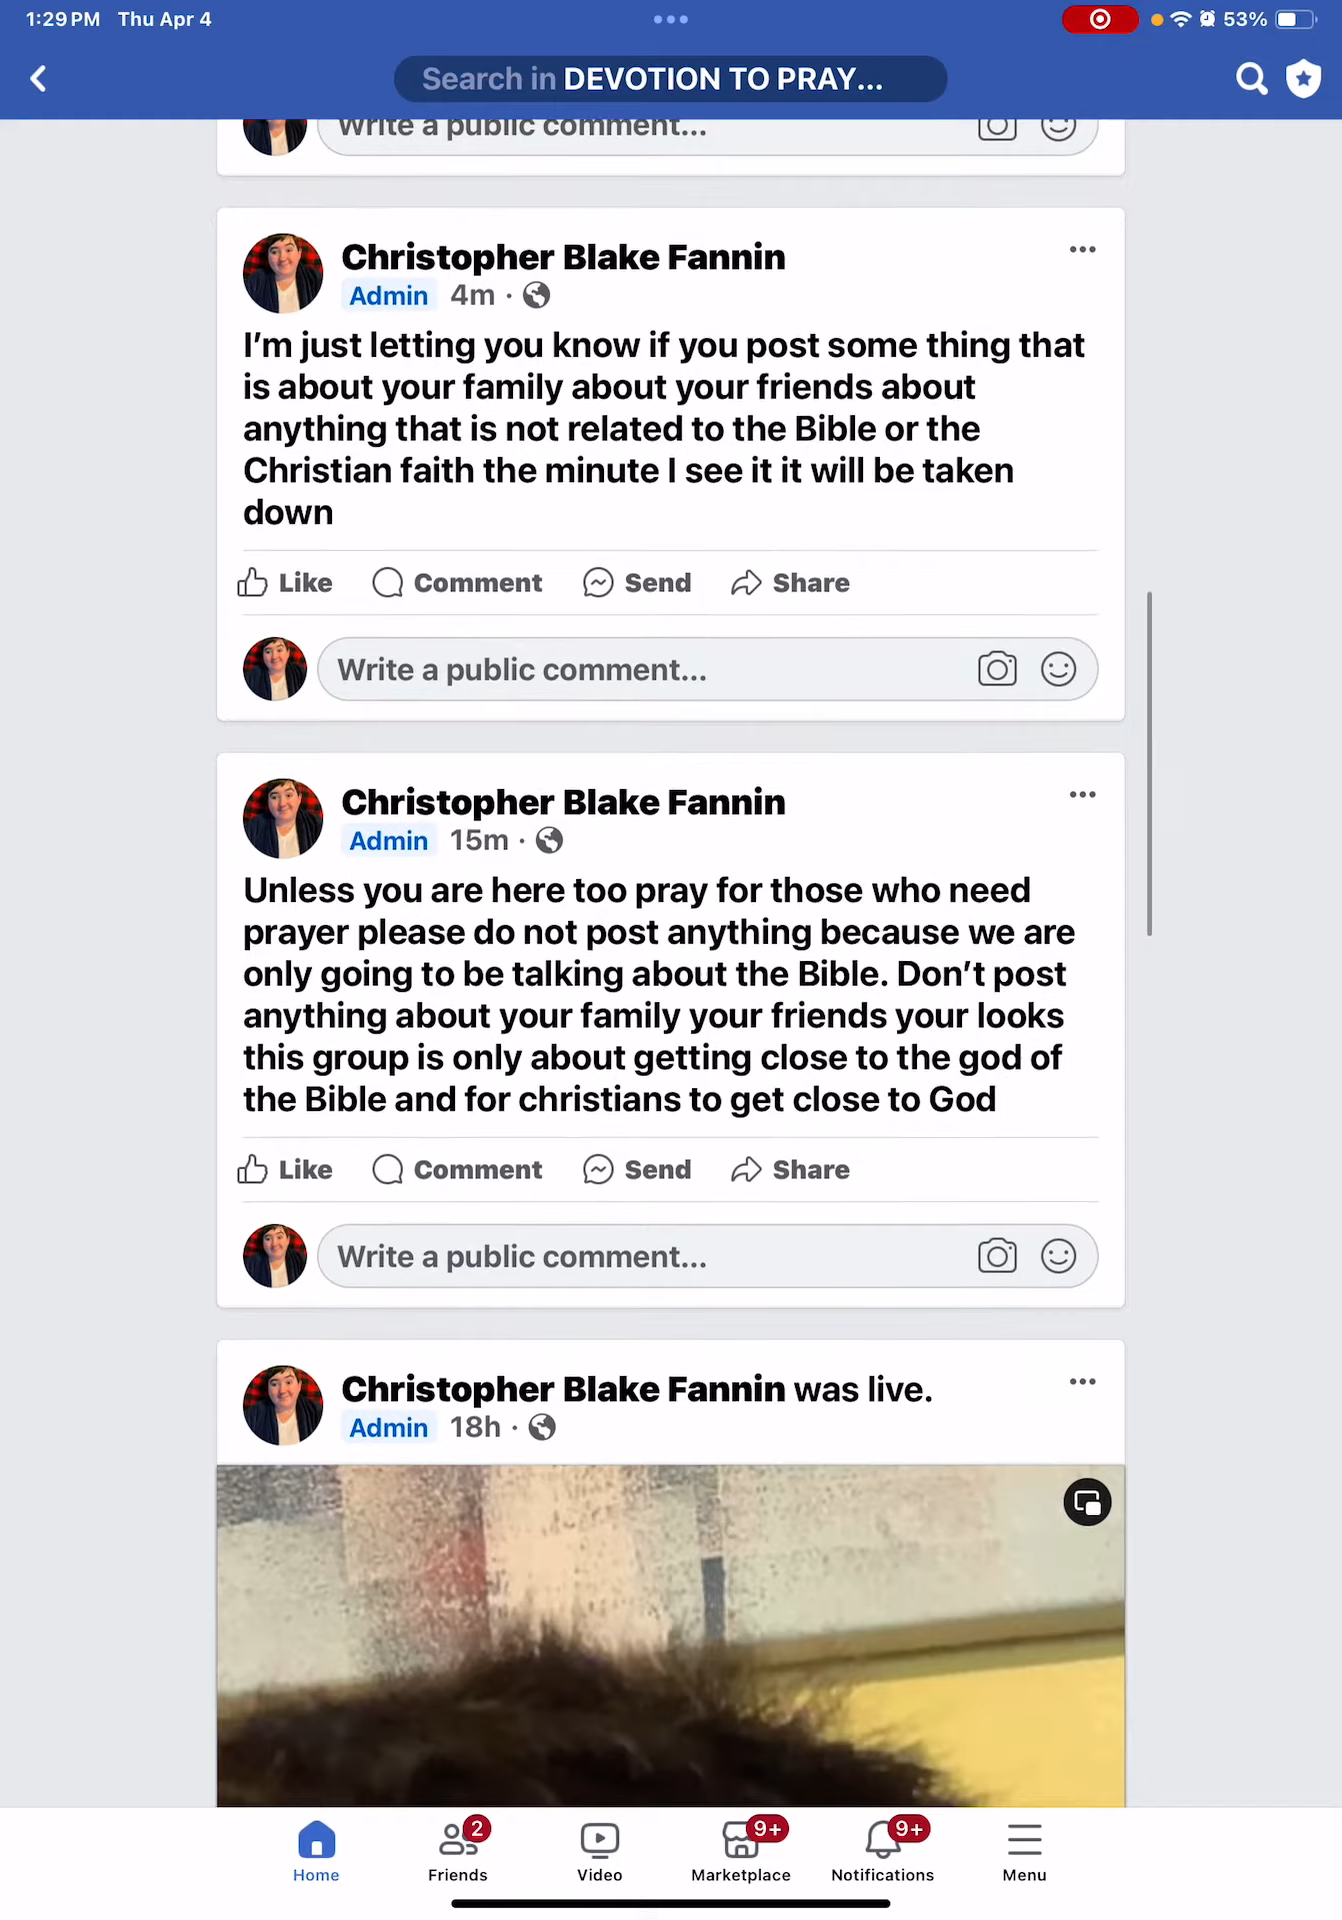 1:29 PM Thu Apr 4
53%
Search in DEVOTION TO PRAY...
Write a public comment...
Christopher Blake Fannin
Admin 4m ·
I'm just letting you know if you post some thing that
is about your family about your friends about
anything that is not related to the Bible or the
Christian faith the minute I see it it will be taken
down
Like Comment Send Share
Write a public comment...
Christopher Blake Fannin
Admin 15m ·
Unless you are here too pray for those who need
prayer please do not post anything because we are
only going to be talking about the Bible. Don't post
anything about your family your friends your looks
this group is only about getting close to the god of
the Bible and for christians to get close to God
Like Comment Send Share
Write a public comment...
Christopher Blake Fannin was live.
Admin 18h ·
2 9+ 9+
Home Friends Video Marketplace Notifications Menu